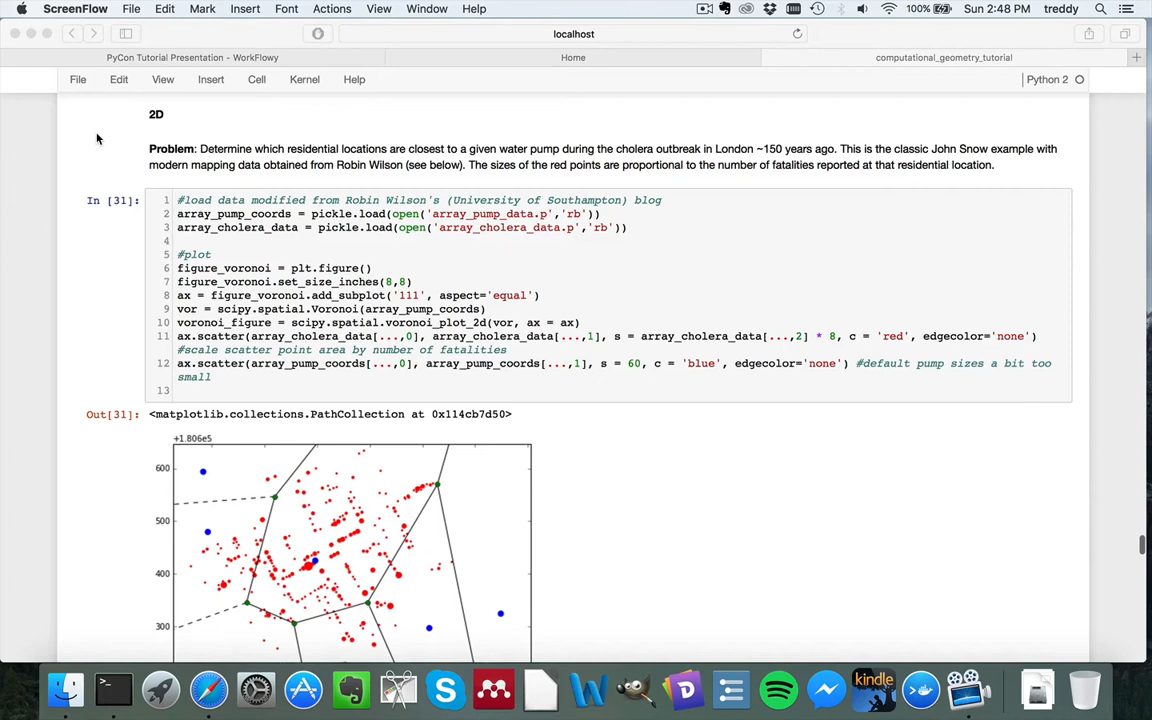 ScreenFlow File Edit Mark Insert Font Actions View Window Help 100% Sun 2:48 PM treddy
localhost
PyCon Tutorial Presentation - WorkFlowy Home computational_geometry_tutorial
File Edit View Insert Cell Kernel Help Python 2
2D
Problem: Determine which residential locations are closest to a given water pump during the cholera outbreak in London ~150 years ago. This is the classic John Snow example with
modern mapping data obtained from Robin Wilson (see below). The sizes of the red points are proportional to the number of fatalities reported at that residential location.
In [31]: 1 #load data modified from Robin Wilson's (University of Southampton) blog
2 array_pump_coords = pickle.load(open('array_pump_data.p','rb'))
3 array_cholera_data = pickle.load(open('array_cholera_data.p','rb'))
4
5 #plot
6 figure_voronoi = plt.figure()
7 figure_voronoi.set_size_inches(8,8)
8 ax = figure_voronoi.add_subplot('111', aspect='equal')
9 vor = scipy.spatial.Voronoi(array_pump_coords)
10 voronoi_figure = scipy.spatial.voronoi_plot_2d(vor, ax = ax)
11 ax.scatter(array_cholera_data[...,0], array_cholera_data[...,1], s = array_cholera_data[...,2] * 8, c = 'red', edgecolor='none')
#scale scatter point area by number of fatalities
12 ax.scatter(array_pump_coords[...,0], array_pump_coords[...,1], s = 60, c = 'blue', edgecolor='none') #default pump sizes a bit too
small
13
Out[31]: <matplotlib.collections.PathCollection at 0x114cb7d50>
+1.806e5
600
500
400
300
kindle